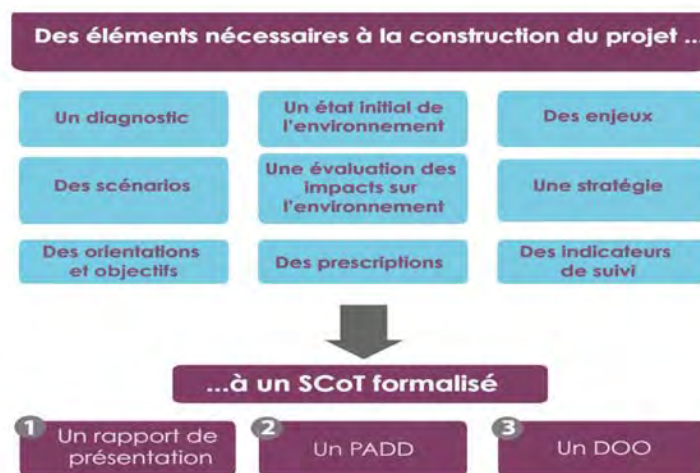 Des éléments nécessaires à la construction du projet ...
Un diagnostic
Un état initial de
l'environnement
Des enjeux
Des scénarios
Une évaluation des
impacts sur
l'environnement
Une stratégie
Des orientations
et objectifs
Des prescriptions
Des indicateurs
de suivi
...à un SCoT formalisé
1
Un rapport de
présentation
2
Un PADD
3
Un DOO